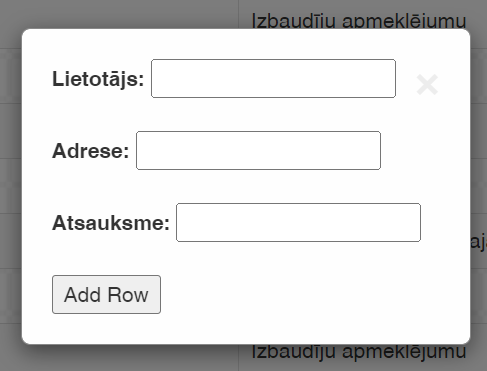 Izbaudīju apmeklējumu
Lietotājs:
Adrese:
Atsauksme:
Add Row
Izbaudīju apmeklējumu